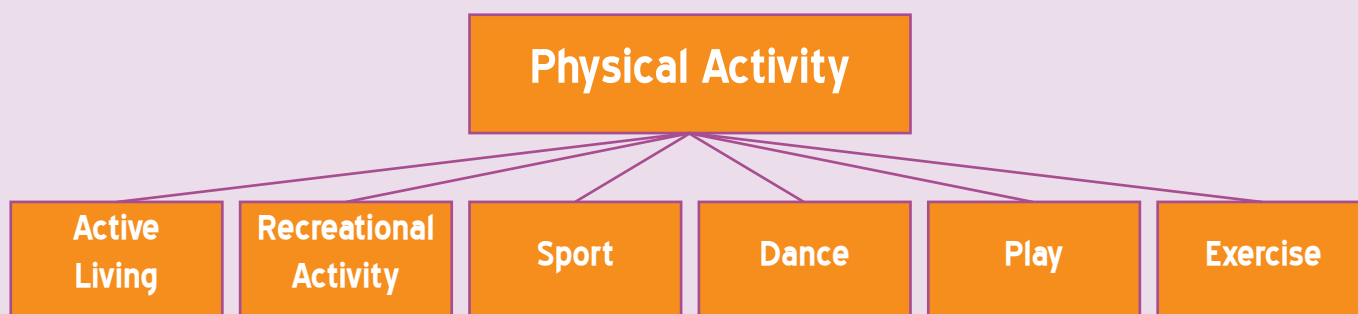 Physical Activity
Active
Living
Recreational
Activity
Sport
Dance
Play
Exercise